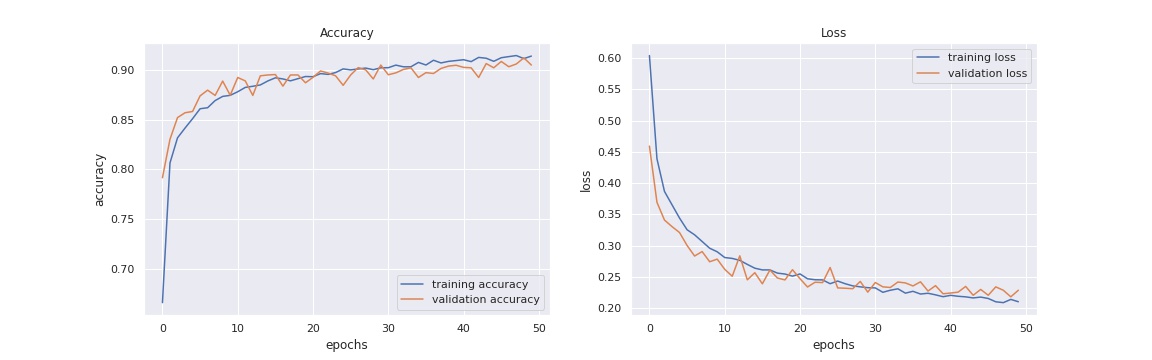 Accuracy
0.90
0.85
0.80
0.75
0.70
accuracy
training accuracy
validation accuracy
0 10 20 30 40 50
epochs
Loss
0.60
0.55
0.50
0.45
0.40
0.35
0.30
0.25
0.20
loss
training loss
validation loss
0 10 20 30 40 50
epochs